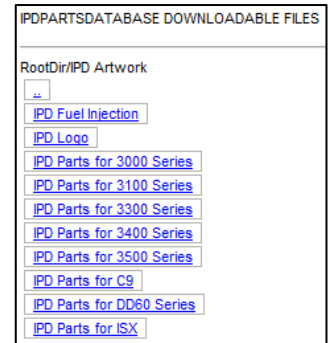 IPDPARTSDATABASE DOWNLOADABLE FILES
RootDir/IPD Artwork
..
IPD Fuel Injection
IPD Logo
IPD Parts for 3000 Series
IPD Parts for 3100 Series
IPD Parts for 3300 Series
IPD Parts for 3400 Series
IPD Parts for 3500 Series
IPD Parts for C9
IPD Parts for DD60 Series
IPD Parts for ISX